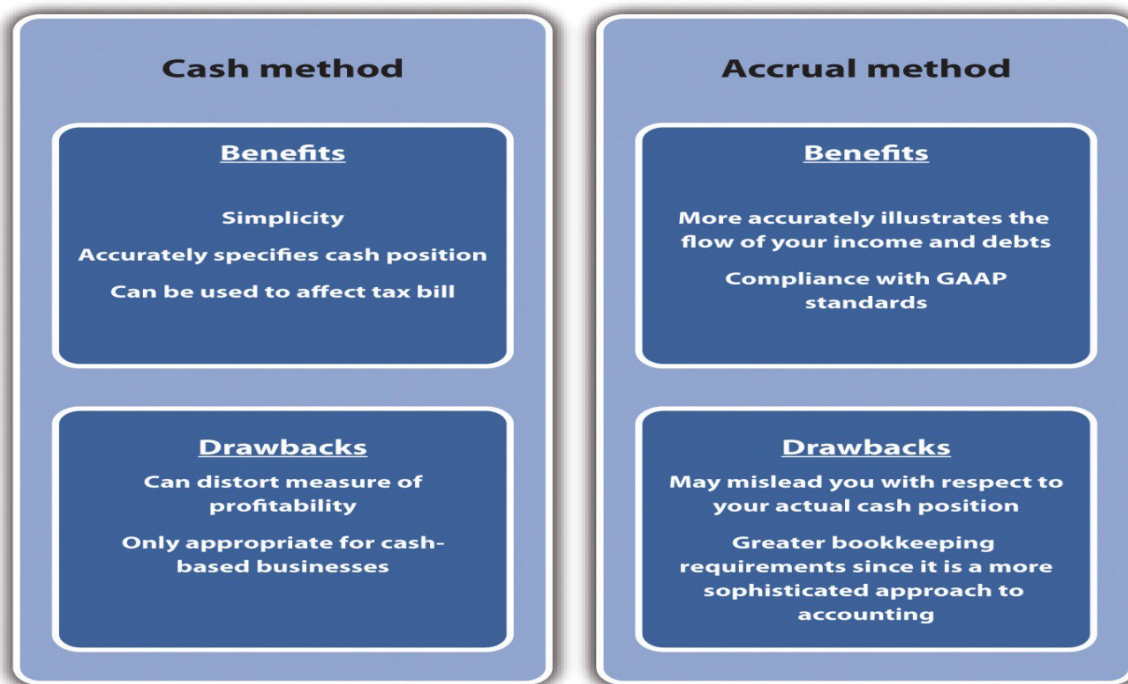 Cash method
Benefits
Simplicity
Accurately specifies cash position
Can be used to affect tax bill
Drawbacks
Can distort measure of
profitability
Only appropriate for cash-
based businesses
Accrual method
Benefits
More accurately illustrates the
flow of your income and debts
Compliance with GAAP
standards
Drawbacks
May mislead you with respect to
your actual cash position
Greater bookkeeping
requirements since it is a more
sophisticated approach to
accounting